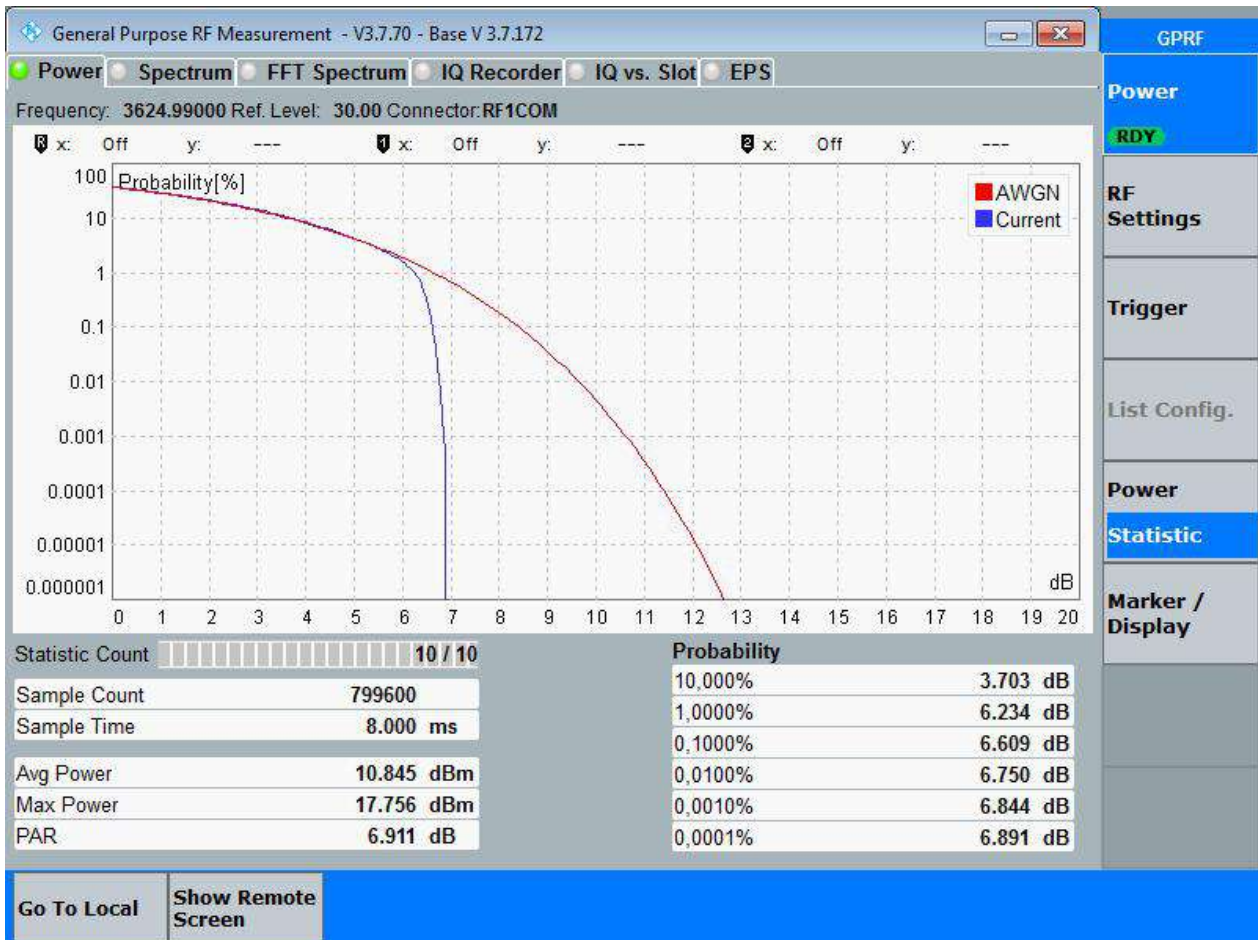 General Purpose RF Measurement - V3.7.70 - Base V 3.7.172
GPRF
Power Spectrum FFT Spectrum IQ Recorder IQ vs. Slot EPS
Frequency: 3624.99000 Ref. Level: 30.00 Connector: RF1COM
R x: Off y: --- 1 x: Off y: --- 2 x: Off y: ---
Probability[%]
AWGN
Current
100
10
1
0.1
0.01
0.001
0.0001
0.00001
0.000001
dB
0 1 2 3 4 5 6 7 8 9 10 11 12 13 14 15 16 17 18 19 20
Statistic Count 10 / 10
Sample Count 799600
Sample Time 8.000 ms
Avg Power 10.845 dBm
Max Power 17.756 dBm
PAR 6.911 dB
Probability
10,000% 3.703 dB
1,0000% 6.234 dB
0,1000% 6.609 dB
0,0100% 6.750 dB
0,0010% 6.844 dB
0,0001% 6.891 dB
Power
RDY
RF
Settings
Trigger
List Config.
Power
Statistic
Marker /
Display
Go To Local
Show Remote
Screen